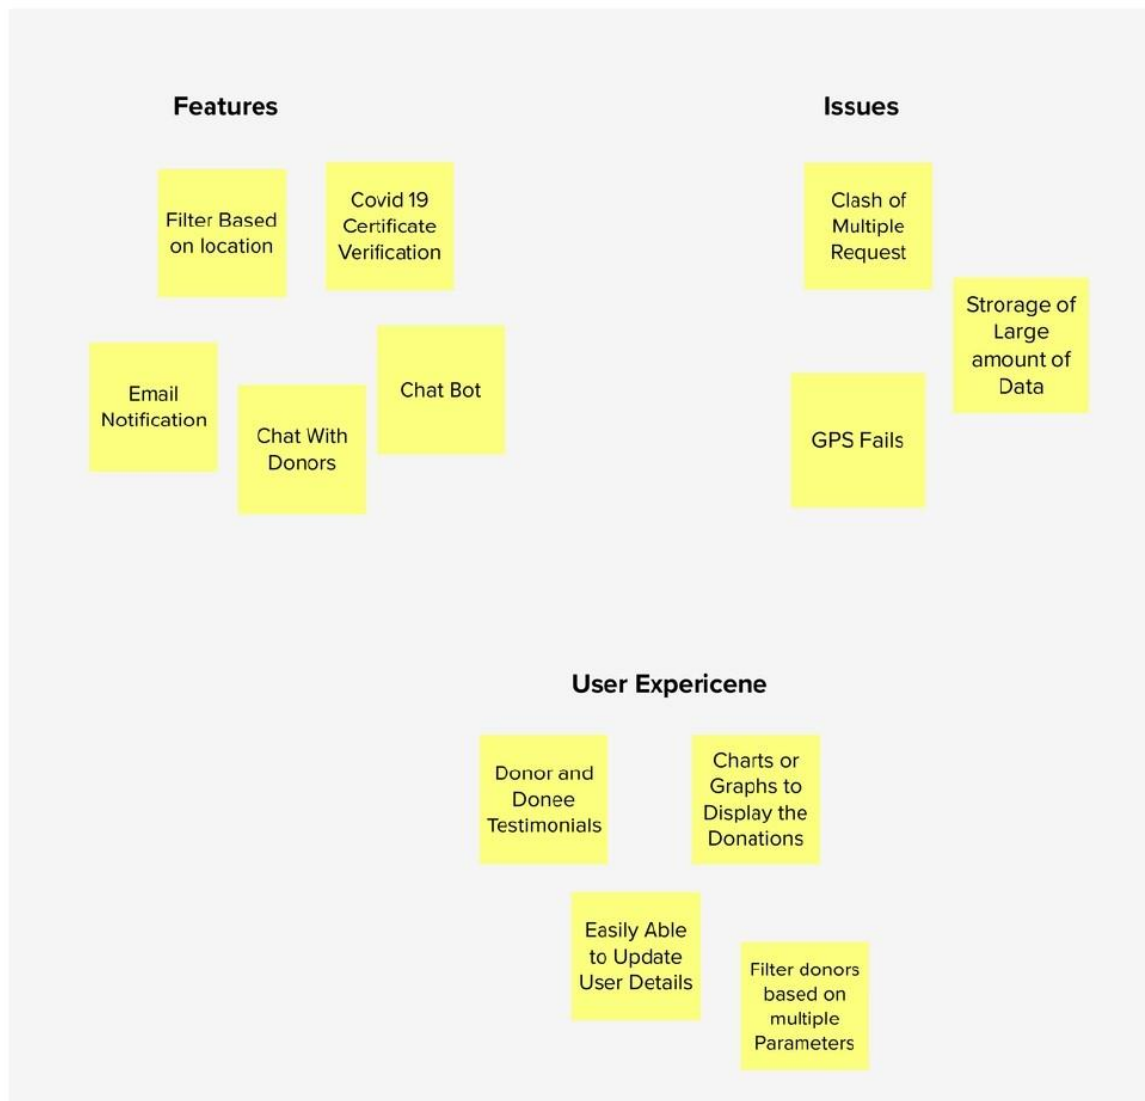 Features
Filter Based
on location
Covid 19
Certificate
Verification
Email
Notification
Chat With
Donors
Chat Bot
Issues
Clash of
Multiple
Request
Strorage of
Large
amount of
Data
GPS Fails
User Expericene
Donor and
Donee
Testimonials
Charts or
Graphs to
Display the
Donations
Easily Able
to Update
User Details
Filter donors
based on
multiple
Parameters